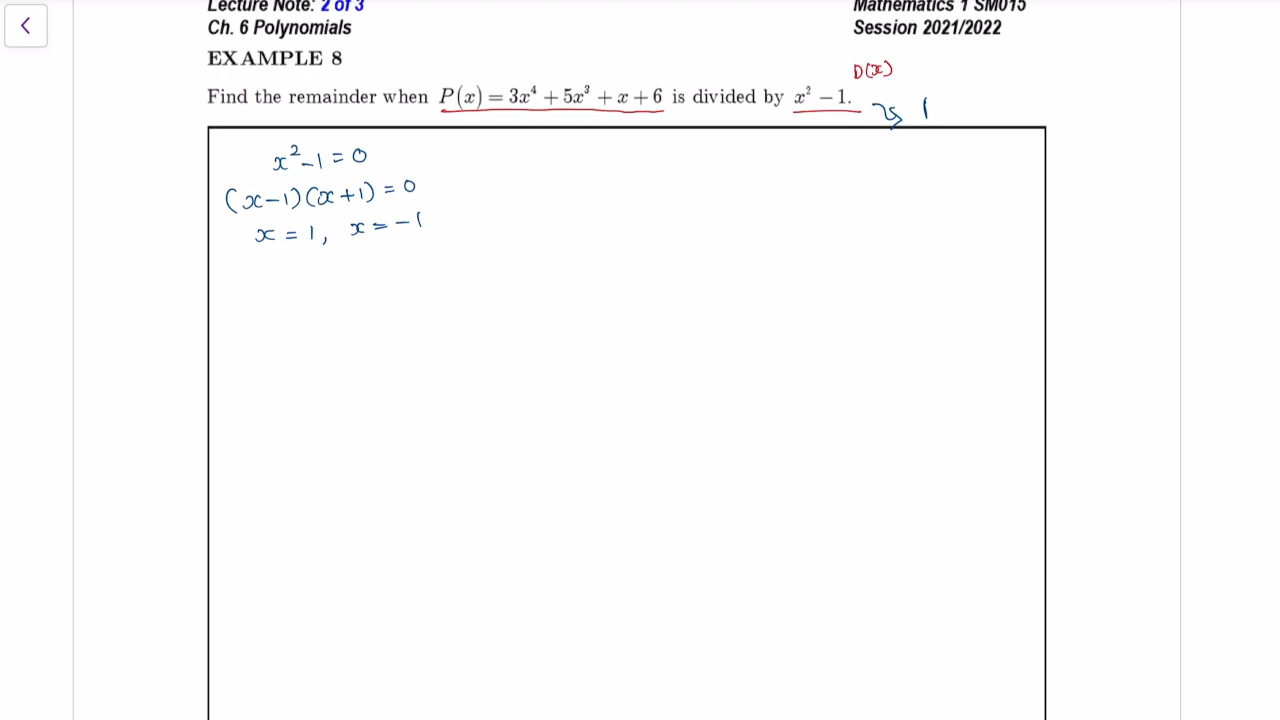 Lecture Note: 2 of 3
Mathematics 1 SM015
Ch. 6 Polynomials
Session 2021/2022
EXAMPLE 8
D(x)
Find the remainder when P(x) = 3x⁴ + 5x³ + x + 6 is divided by x² − 1.
x² − 1 = 0
(x − 1)(x + 1) = 0
x = 1, x = −1